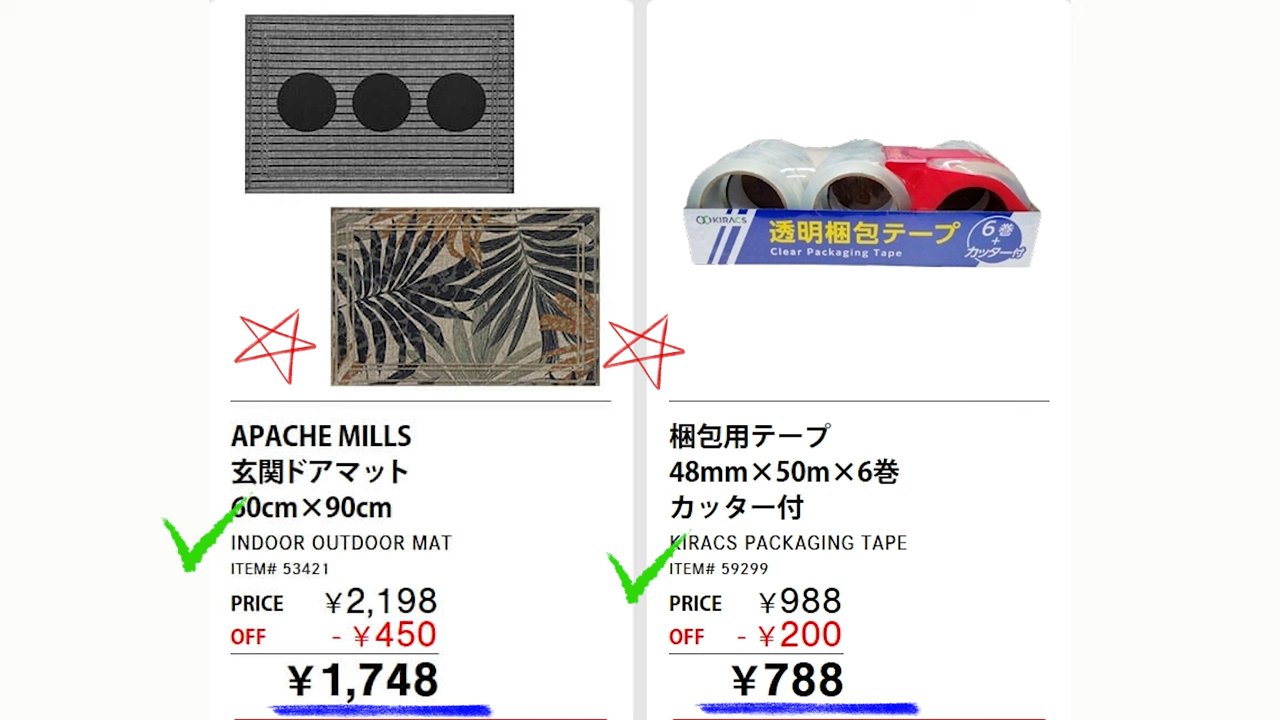 APACHE MILLS
玄関ドアマット
60cm×90cm
INDOOR OUTDOOR MAT
ITEM# 53421
PRICE ¥2,198
OFF - ¥450
¥1,748
KIRACS
透明梱包テープ
Clear Packaging Tape
6巻
+
カッター付
梱包用テープ
48mm×50m×6巻
カッター付
KIRACS PACKAGING TAPE
ITEM# 59299
PRICE ¥988
OFF - ¥200
¥788